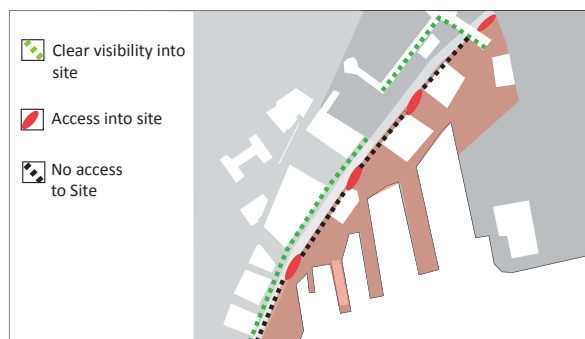 Clear visibility into
site
Access into site
No access
to Site